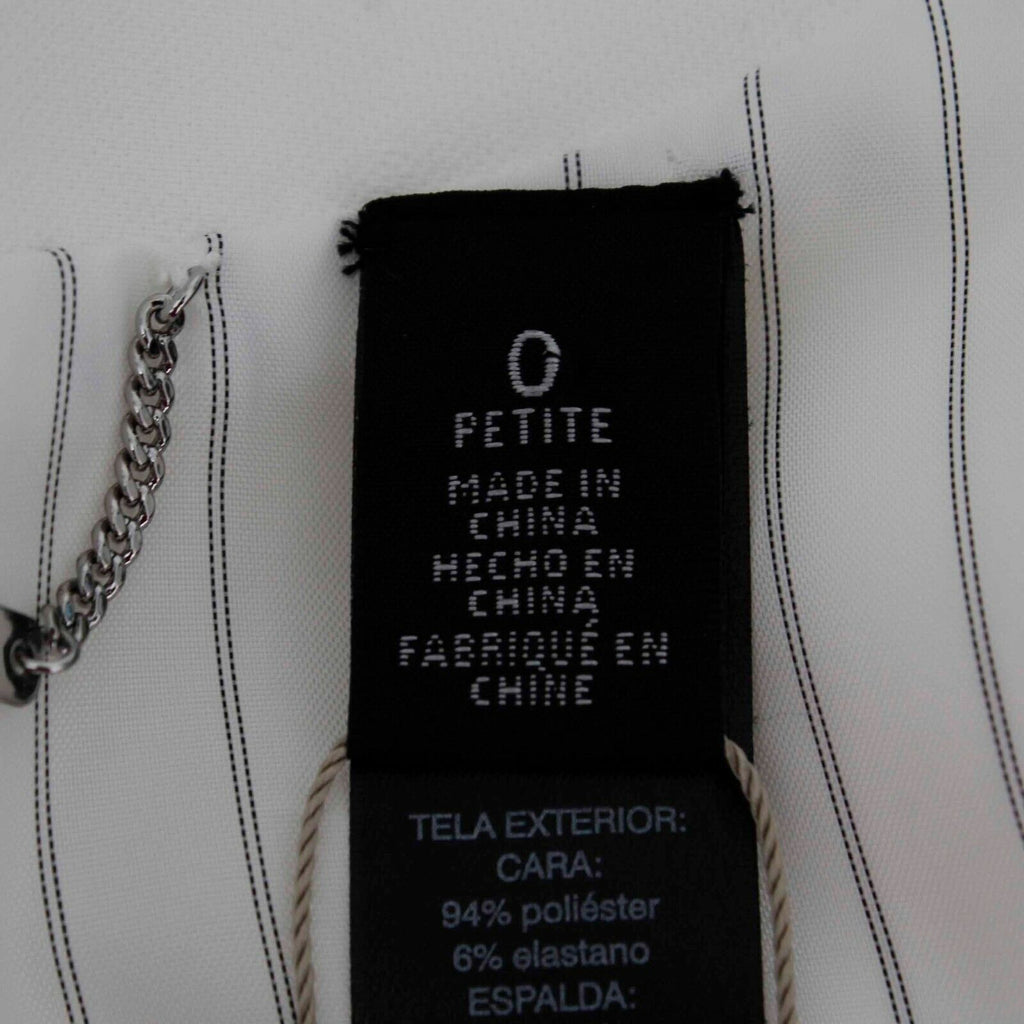 0
PETITE
MADE IN
CHINA
HECHO EN
CHINA
FABRIQUÉ EN
CHINE
TELA EXTERIOR:
CARA:
94% poliéster
6% elastano
ESPALDA: